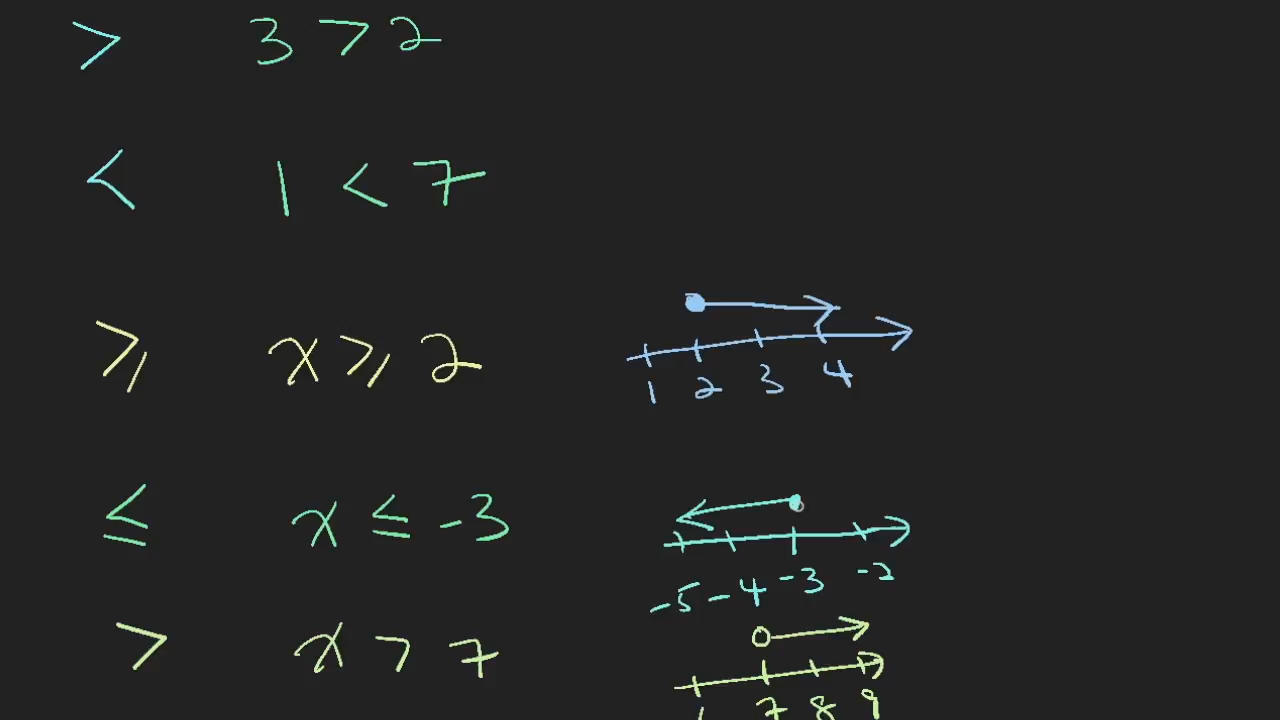 > 3 > 2
< 1 < 7
≥ x ≥ 2
1 2 3 4
≤ x ≤ -3
-5 -4 -3 -2
> x > 7
7 8 9